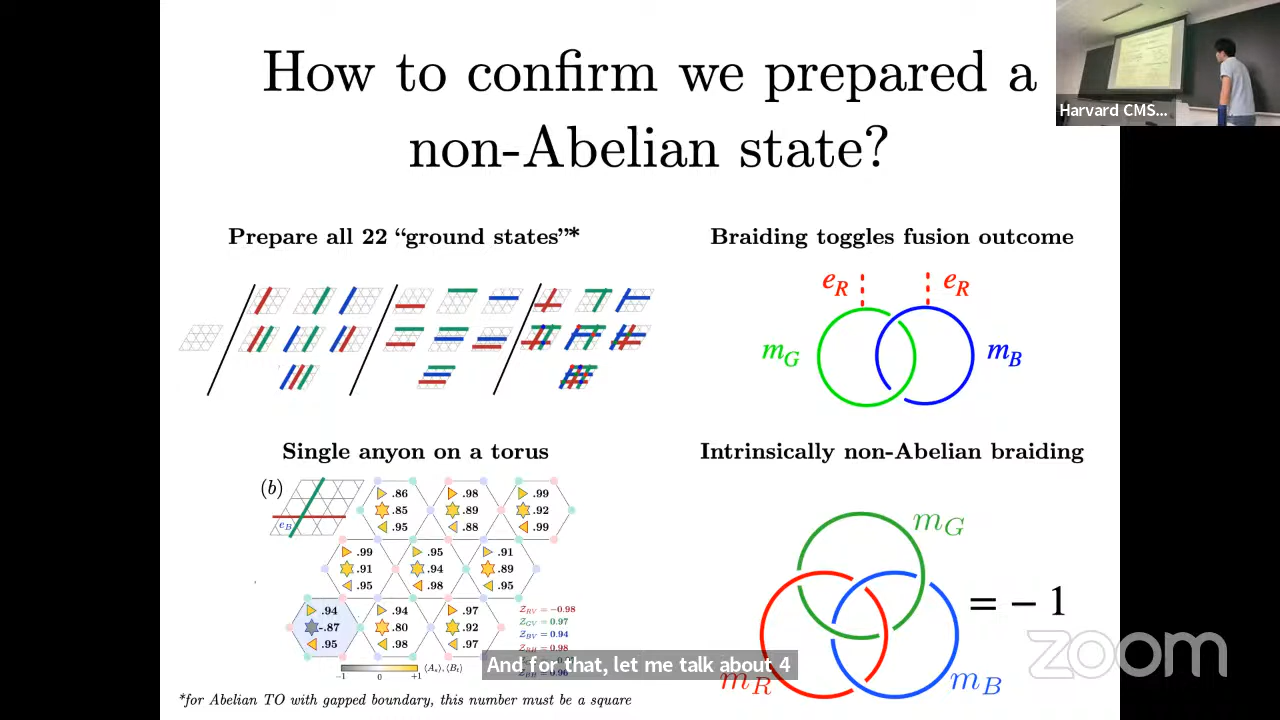 How to confirm we prepared a
non-Abelian state?
Harvard CMS...
Prepare all 22 “ground states”*
Braiding toggles fusion outcome
e_R e_R
m_G m_B
Single anyon on a torus
Intrinsically non-Abelian braiding
(b)
e_B
.86 .98 .99
.85 .89 .92
.95 .88 .99
.99 .95 .91
.91 .94 .89
.95 .98 .95
.94 .94 .97
-.87 .80 .92
.95 .98 .97
Z_RV = −0.98
Z_GV = 0.97
Z_BV = 0.94
Z_RH = 0.98
−1 0 +1
m_G
= − 1
m_R m_B
And for that, let me talk about 4
zoom
*for Abelian TO with gapped boundary, this number must be a square